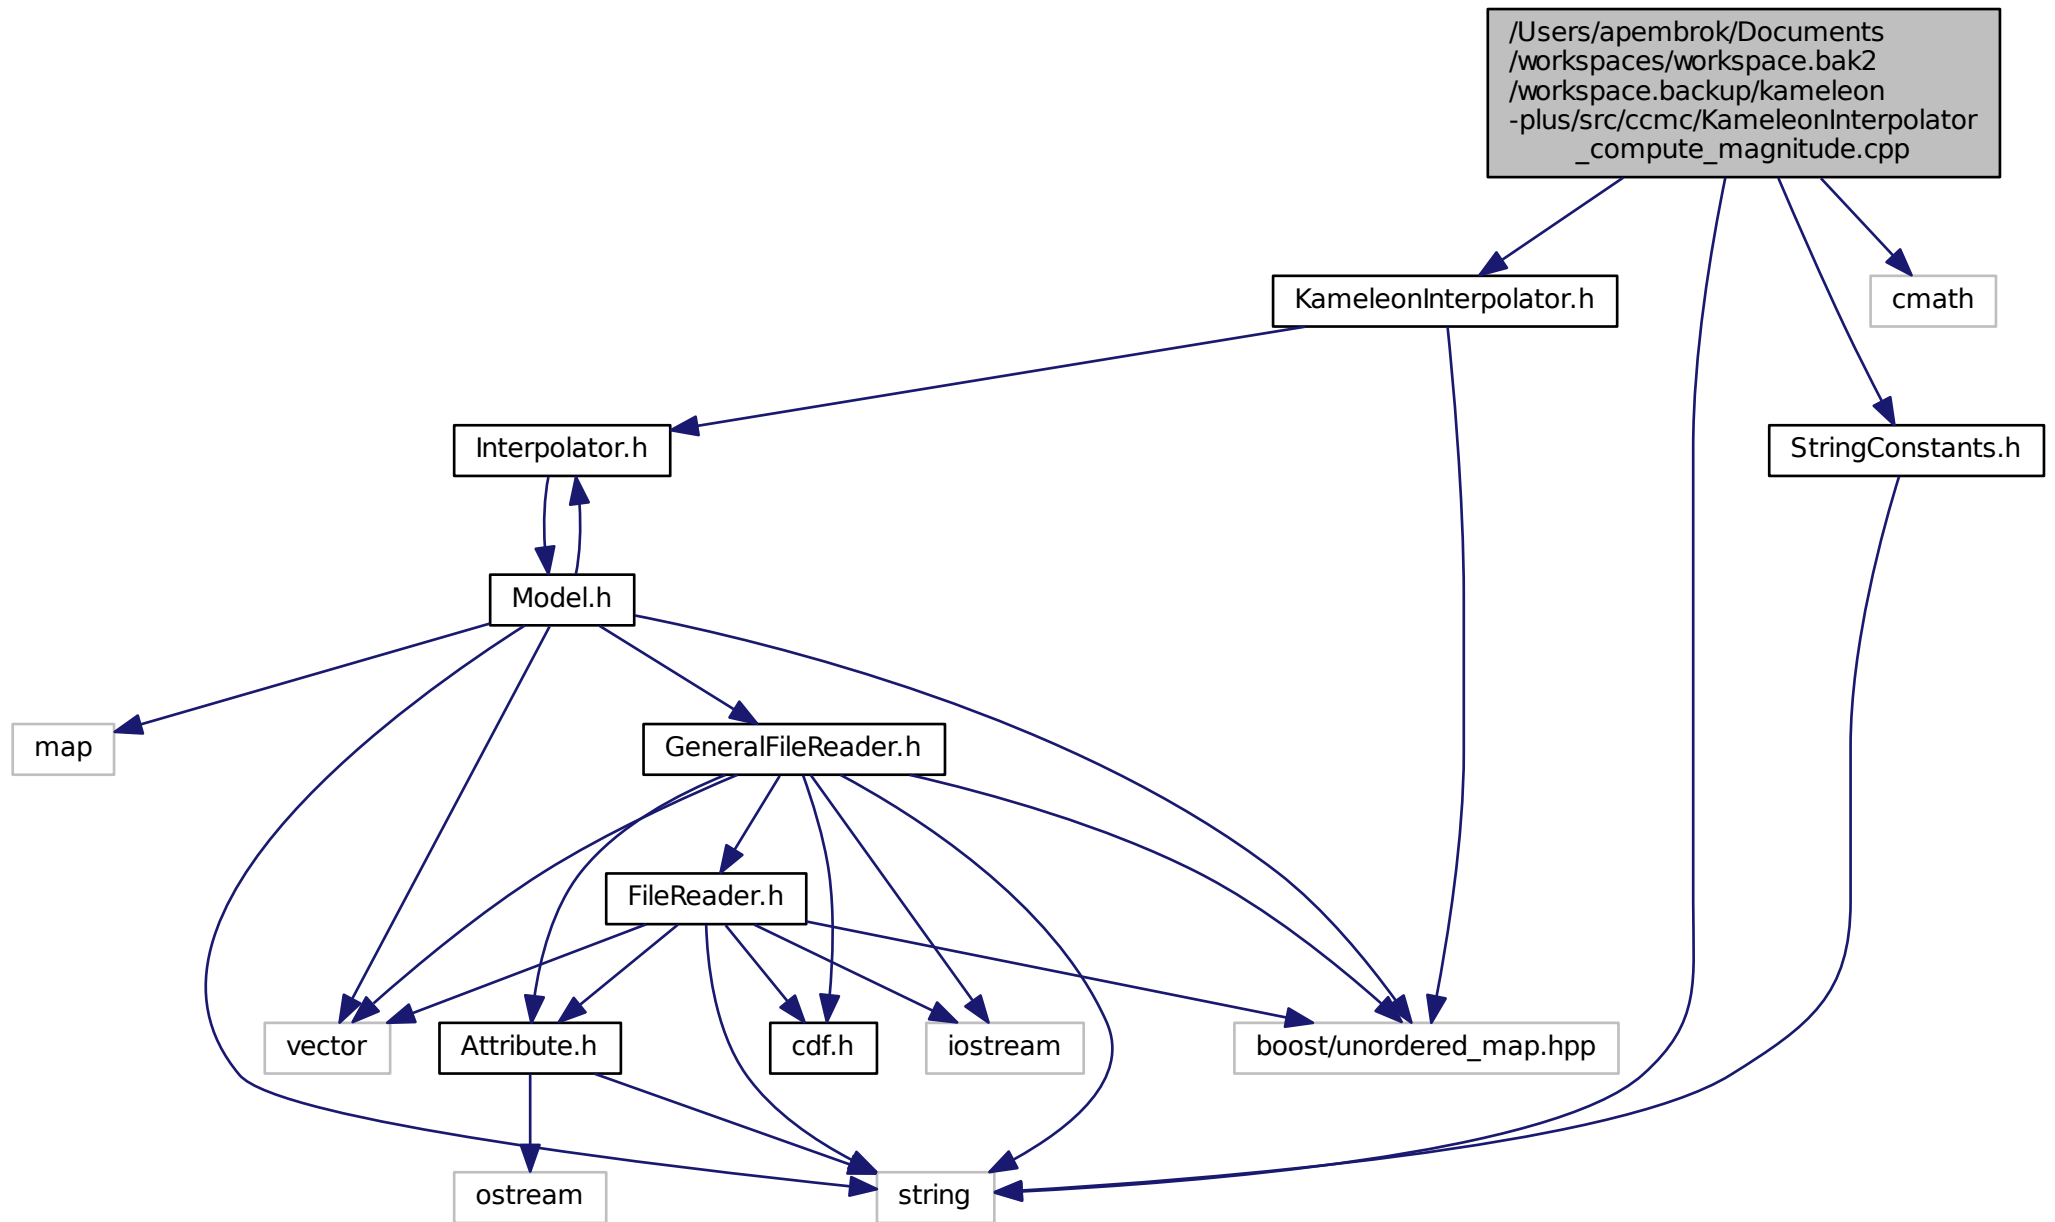 /Users/apembrok/Documents
/workspaces/workspace.bak2
/workspace.backup/kameleon
-plus/src/ccmc/KameleonInterpolator
_compute_magnitude.cpp
KameleonInterpolator.h
cmath
Interpolator.h
StringConstants.h
Model.h
map
GeneralFileReader.h
FileReader.h
vector
Attribute.h
cdf.h
iostream
boost/unordered_map.hpp
ostream
string